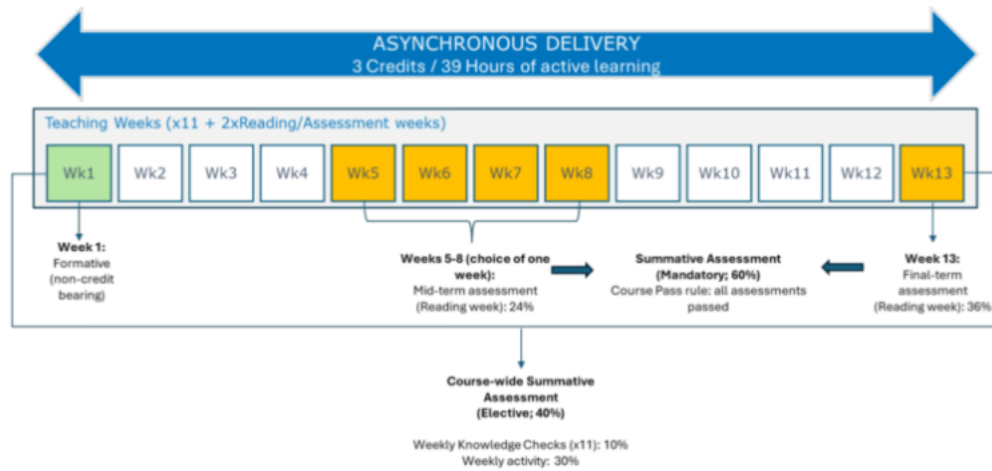 ASYNCHRONOUS DELIVERY
3 Credits / 39 Hours of active learning
Teaching Weeks (x11 + 2xReading/Assessment weeks)
Wk1 Wk2 Wk3 Wk4 Wk5 Wk6 Wk7 Wk8 Wk9 Wk10 Wk11 Wk12 Wk13
Week 1:
Formative
(non-credit
bearing)
Weeks 5-8 (choice of one
week):
Mid-term assessment
(Reading week): 24%
Summative Assessment
(Mandatory; 60%)
Course Pass rule: all assessments
passed
Week 13:
Final-term
assessment
(Reading week): 36%
Course-wide Summative
Assessment
(Elective; 40%)
Weekly Knowledge Checks (x11): 10%
Weekly activity: 30%